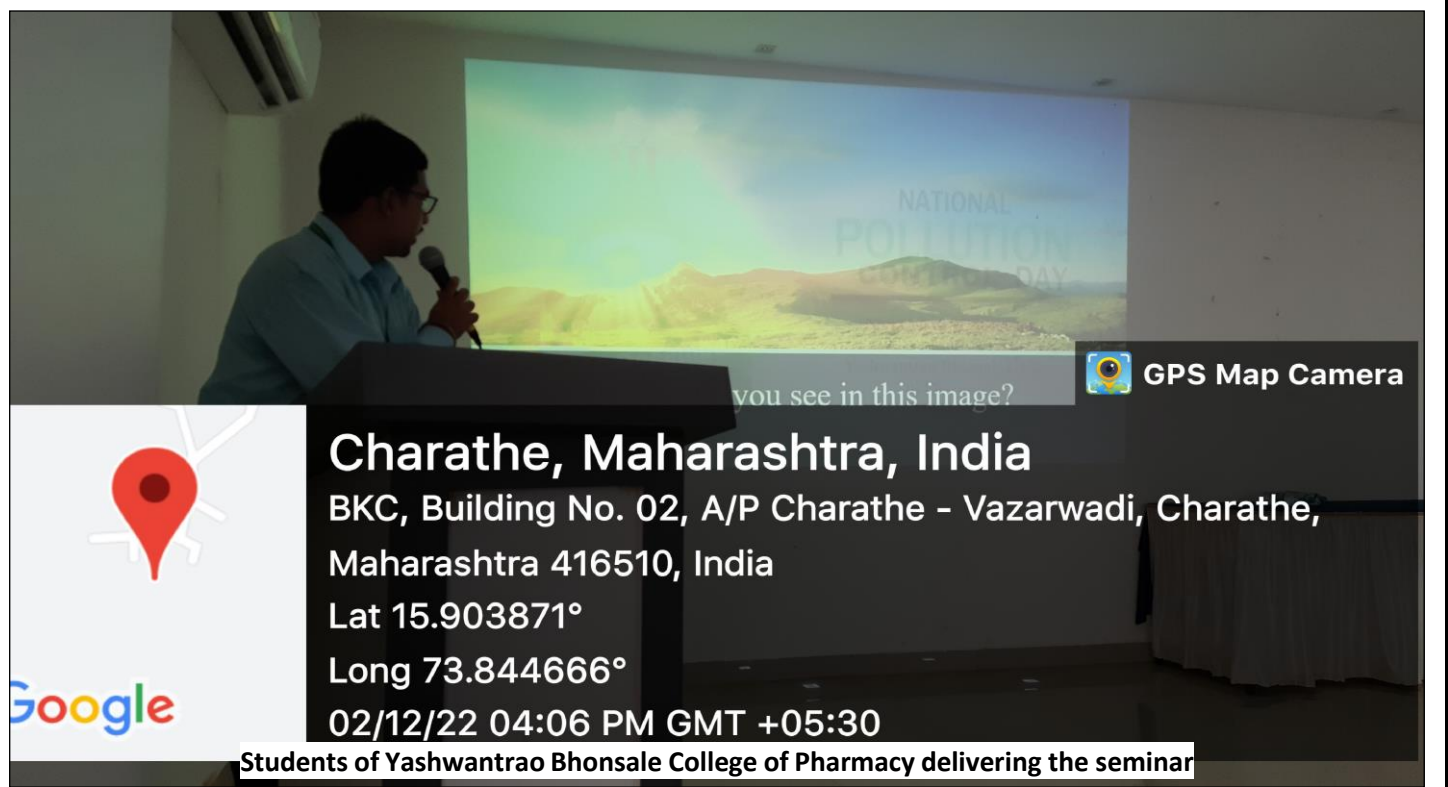 NATIONAL
POLLUTION
CONTROL DAY
you see in this image?
GPS Map Camera
Charathe, Maharashtra, India
BKC, Building No. 02, A/P Charathe - Vazarwadi, Charathe,
Maharashtra 416510, India
Lat 15.903871°
Long 73.844666°
02/12/22 04:06 PM GMT +05:30
Google
Students of Yashwantrao Bhonsale College of Pharmacy delivering the seminar